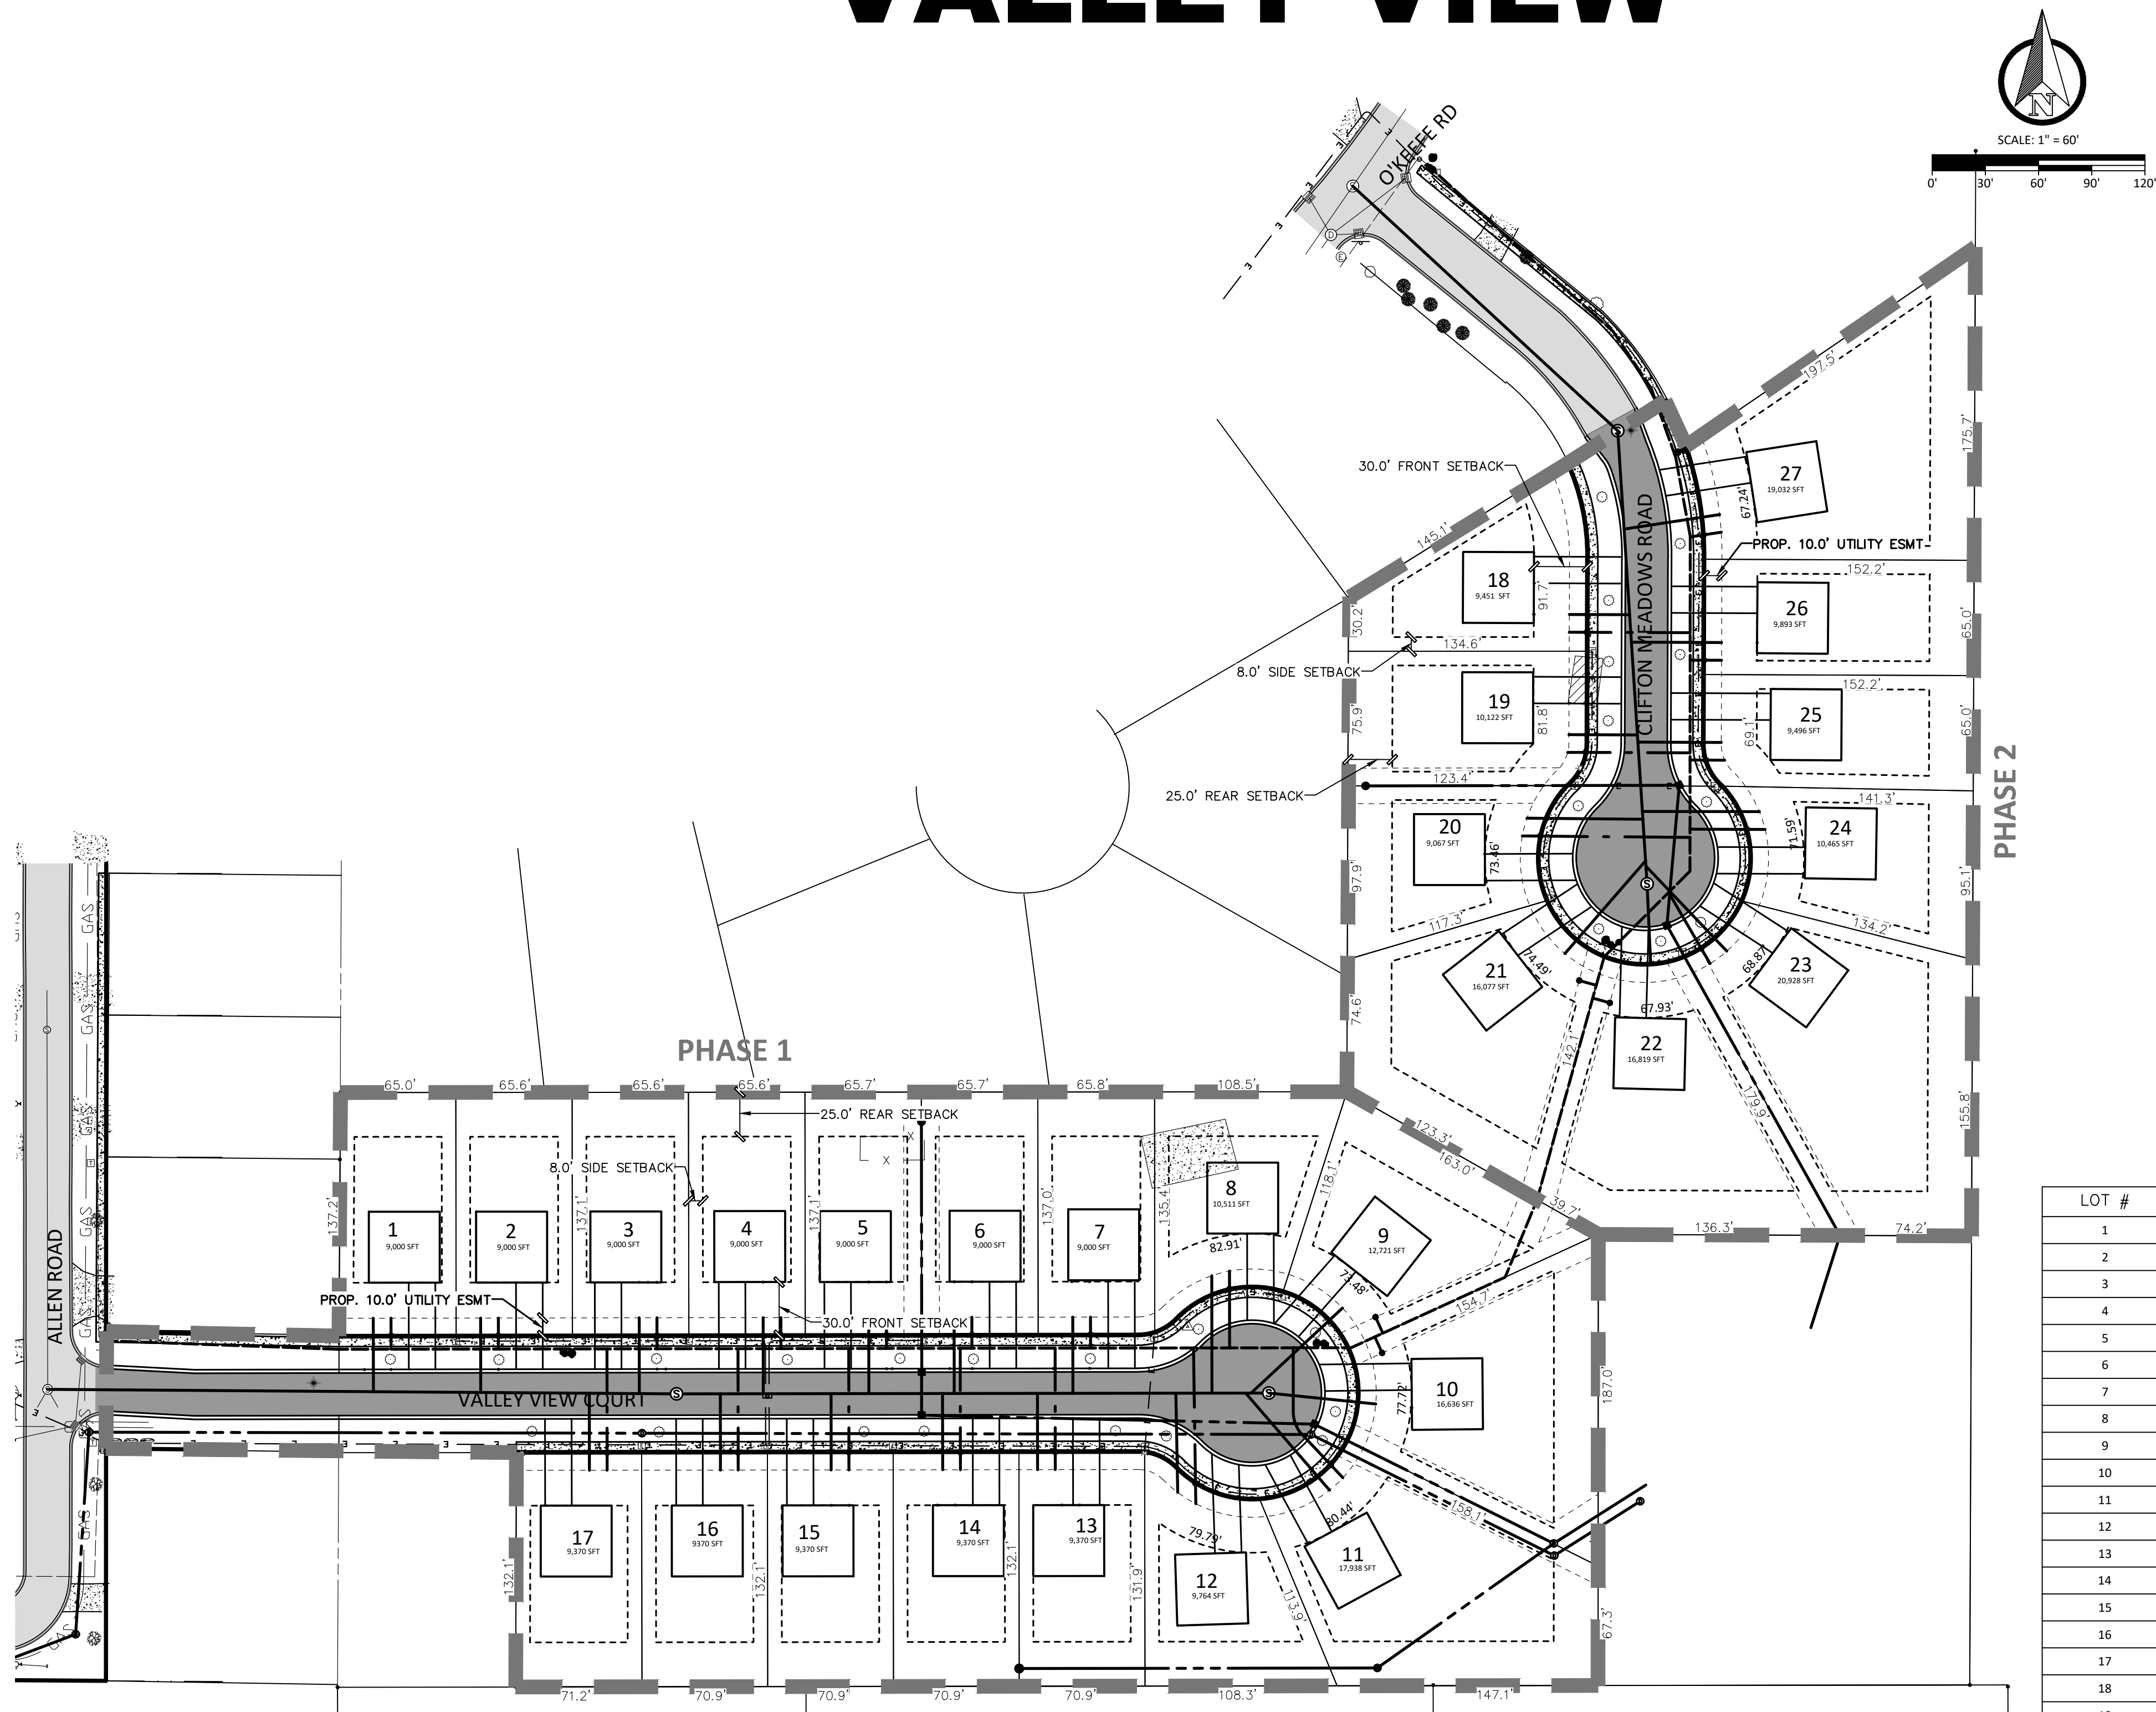 VALLEY VIEW
N
SCALE: 1" = 60'
0' 30' 60' 90' 120'
O'KEEFE RD
197.5'
175.7'
30.0' FRONT SETBACK
27
19,032 SFT
67.24'
CLIFTON MEADOWS ROAD
145.1'
PROP. 10.0' UTILITY ESMT
152.2'
18
9,451 SFT
91.7'
26
9,893 SFT
30.2'
65.0'
134.6'
8.0' SIDE SETBACK
152.2'
19
10,122 SFT
81.8'
75.9'
25
9,496 SFT
69.1'
65.0'
PHASE 2
123.4'
25.0' REAR SETBACK
141.3'
20
9,067 SFT
73.46'
24
10,465 SFT
71.59'
97.9'
95.1'
117.3'
134.2'
21
16,077 SFT
74.49'
23
20,928 SFT
68.87'
67.93'
22
16,819 SFT
74.6'
142.1'
179.9'
155.8'
PHASE 1
65.0' 65.6' 65.6' 65.6' 65.7' 65.7' 65.8' 108.5'
25.0' REAR SETBACK
123.3'
163.0'
39.7'
136.3' 74.2'
8.0' SIDE SETBACK
137.2'
137.1'
137.1'
137.0'
135.4'
118.1'
1
9,000 SFT
2
9,000 SFT
3
9,000 SFT
4
9,000 SFT
5
9,000 SFT
6
9,000 SFT
7
9,000 SFT
8
10,511 SFT
82.91'
9
12,721 SFT
73.48'
154.7'
PROP. 10.0' UTILITY ESMT
30.0' FRONT SETBACK
ALLEN ROAD
GAS
GAS
GAS
GAS
GAS
GAS
GAS
VALLEY VIEW COURT
10
16,636 SFT
77.72'
187.0'
158.1'
17
9,370 SFT
16
9370 SFT
15
9,370 SFT
14
9,370 SFT
13
9,370 SFT
12
9,764 SFT
79.79'
11
17,938 SFT
80.44'
132.1'
132.1'
132.1'
131.9'
113.9'
67.3'
71.2' 70.9' 70.9' 70.9' 70.9' 108.3' 147.1'
LOT #
1
2
3
4
5
6
7
8
9
10
11
12
13
14
15
16
17
18